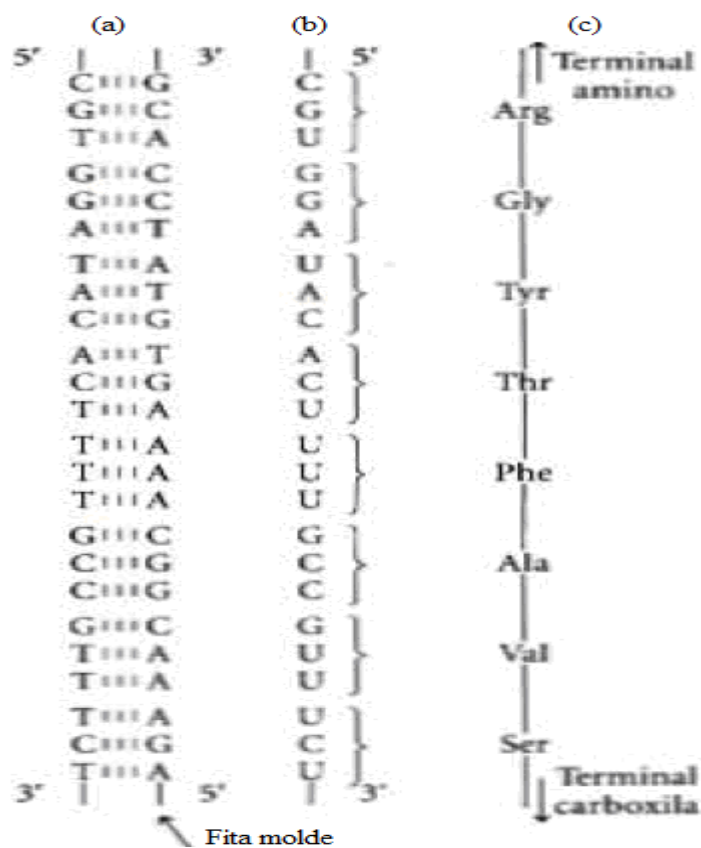 (a) (b) (c)
5' 3' 5' Terminal
C G C amino
G C G Arg
T A U
G C G
G C G Gly
A T A
T A U
A T A Tyr
C G C
A T A
C G C Thr
T A U
T A U
T A U Phe
T A U
G C G
C G C Ala
C G C
G C G
T A U Val
T A U
T A U
C G C Ser
T A U
3' 5' 3' Terminal
carboxila
Fita molde